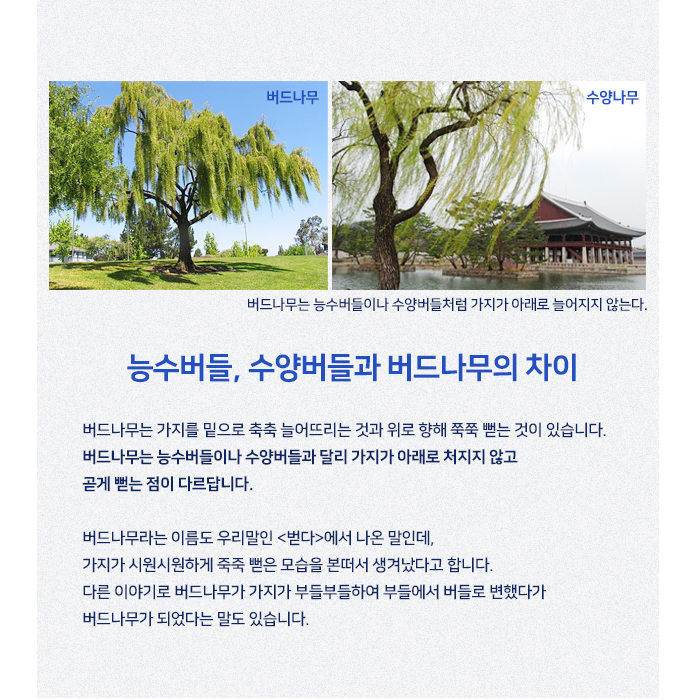 버드나무
수양나무
버드나무는 능수버들이나 수양버들처럼 가지가 아래로 늘어지지 않는다.
능수버들, 수양버들과 버드나무의 차이
버드나무는 가지를 밑으로 축축 늘어뜨리는 것과 위로 향해 쭉쭉 뻗는 것이 있습니다.
버드나무는 능수버들이나 수양버들과 달리 가지가 아래로 처지지 않고
곧게 뻗는 점이 다르답니다.
버드나무라는 이름도 우리말인 <벋다>에서 나온 말인데,
가지가 시원시원하게 죽죽 뻗은 모습을 본떠서 생겨났다고 합니다.
다른 이야기로 버드나무가 가지가 부들부들하여 부들에서 버들로 변했다가
버드나무가 되었다는 말도 있습니다.